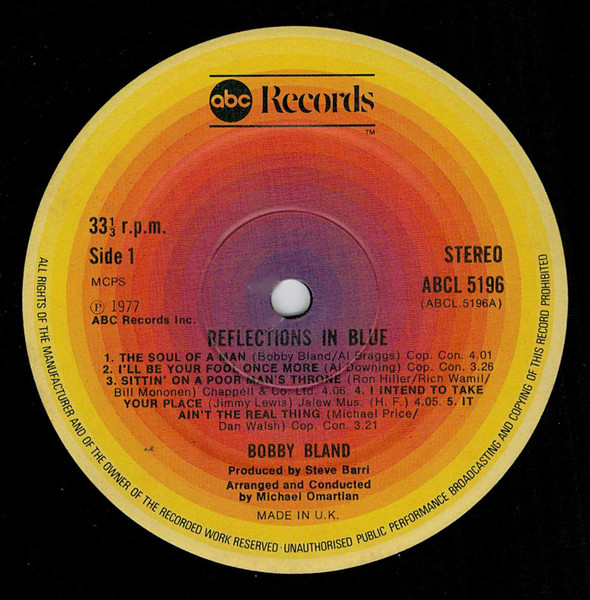 abc Records
TM
33⅓ r.p.m.
Side 1
STEREO
MCPS
ABCL 5196
(ABCL.5196A)
Ⓟ 1977
ABC Records Inc.
REFLECTIONS IN BLUE
1. THE SOUL OF A MAN (Bobby Bland/Al Braggs) Cop. Con. 4.01
2. I'LL BE YOUR FOOL ONCE MORE (Al Downing) Cop. Con. 3.26
3. SITTIN' ON A POOR MAN'S THRONE (Ron Hiller/Rich Wamil/
Bill Mononen) Chappell & Co. Ltd. 4.06. 4. I INTEND TO TAKE
YOUR PLACE (Jimmy Lewis) Jalew Mus. (H. F.) 4.05. 5. IT
AIN'T THE REAL THING (Michael Price/
Dan Walsh) Cop. Con. 3.21
BOBBY BLAND
Produced by Steve Barri
Arranged and Conducted
by Michael Omartian
MADE IN U.K.
ALL RIGHTS OF THE MANUFACTURER AND OF THE OWNER OF THE RECORDED WORK RESERVED · UNAUTHORISED PUBLIC PERFORMANCE BROADCASTING AND COPYING OF THIS RECORD PROHIBITED